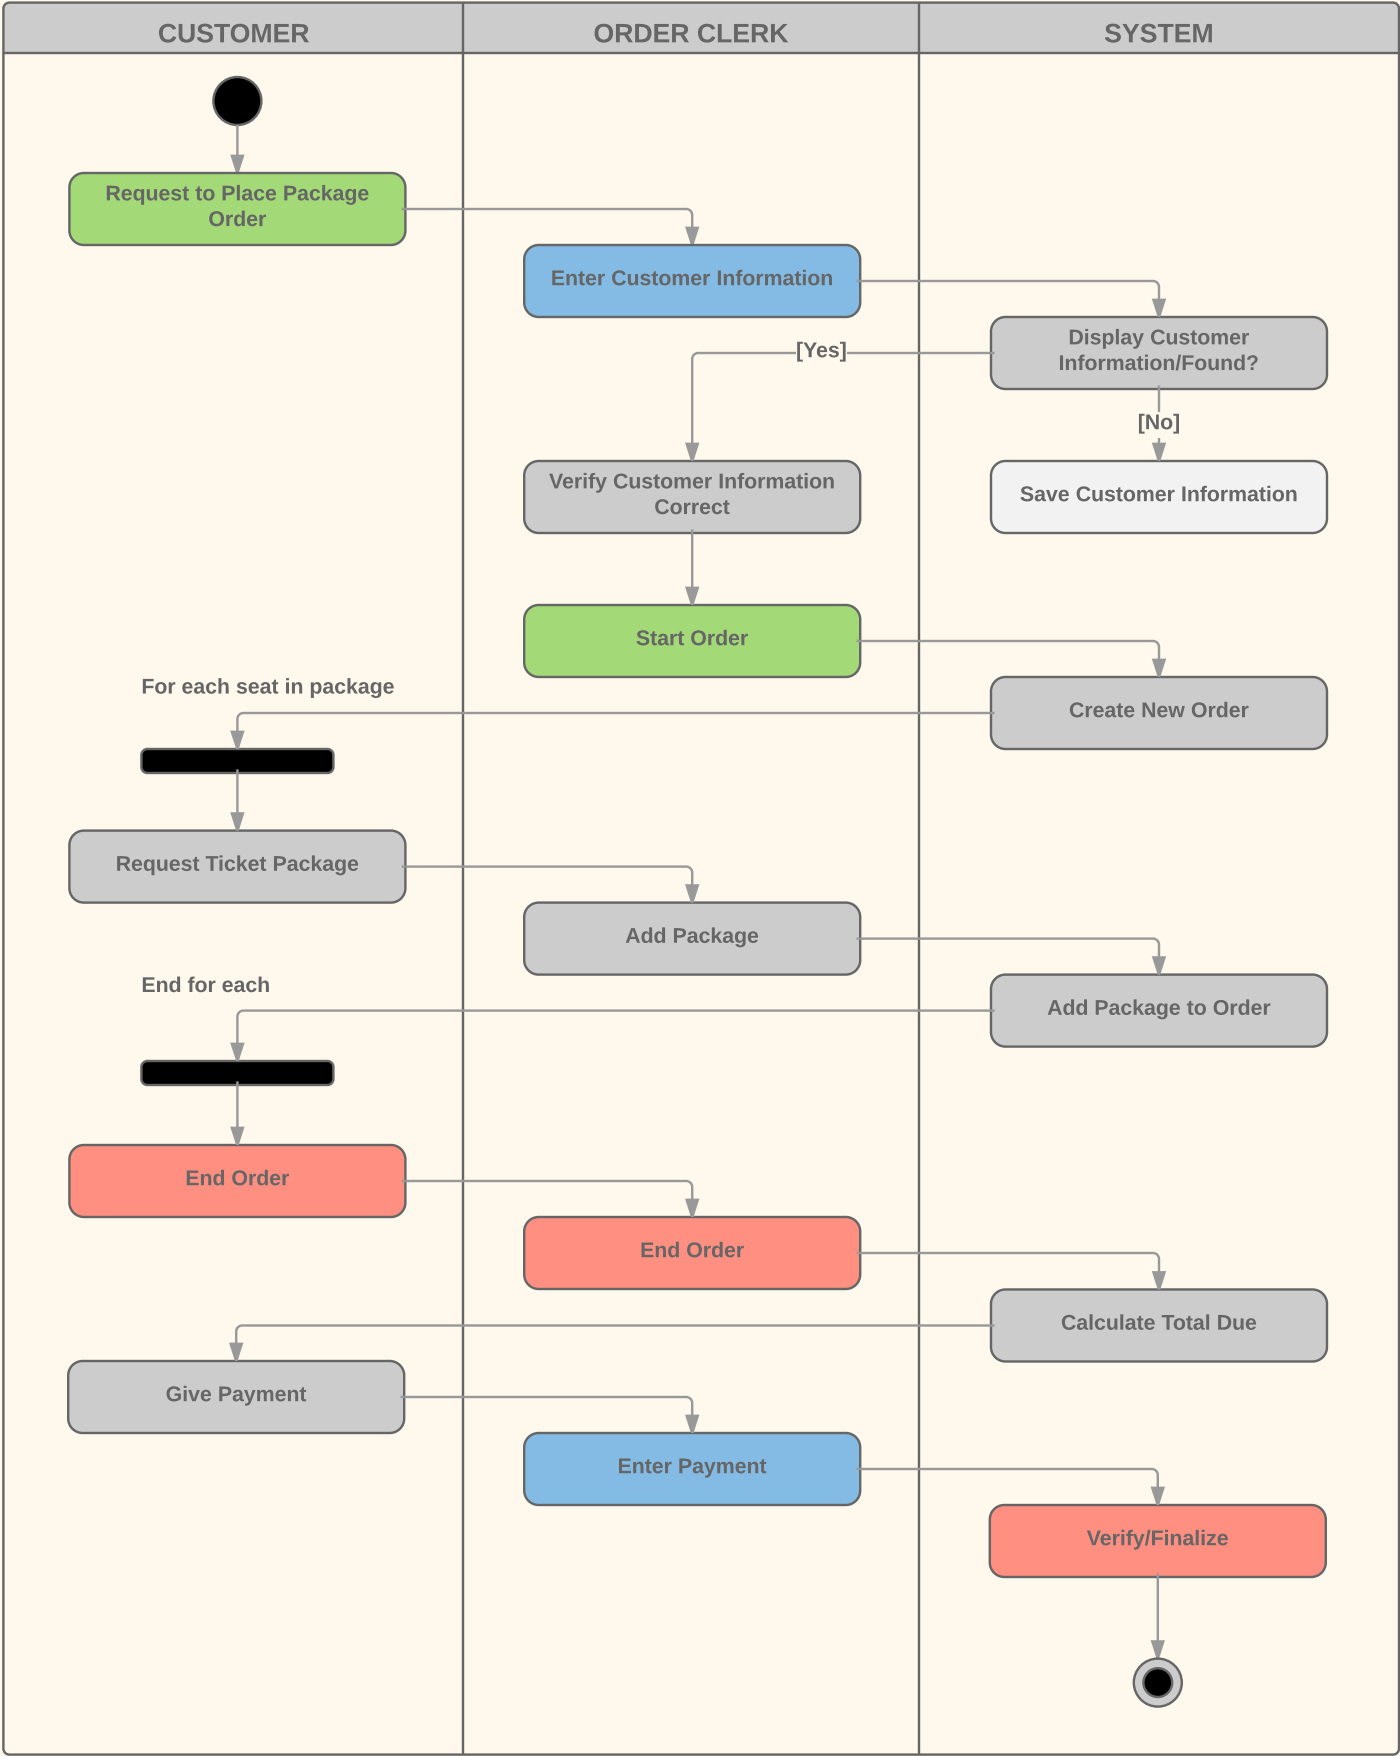 CUSTOMER
ORDER CLERK
SYSTEM
Request to Place Package
Order
Enter Customer Information
Display Customer
Information/Found?
[Yes]
[No]
Verify Customer Information
Correct
Save Customer Information
Start Order
For each seat in package
Create New Order
Request Ticket Package
Add Package
End for each
Add Package to Order
End Order
End Order
Calculate Total Due
Give Payment
Enter Payment
Verify/Finalize